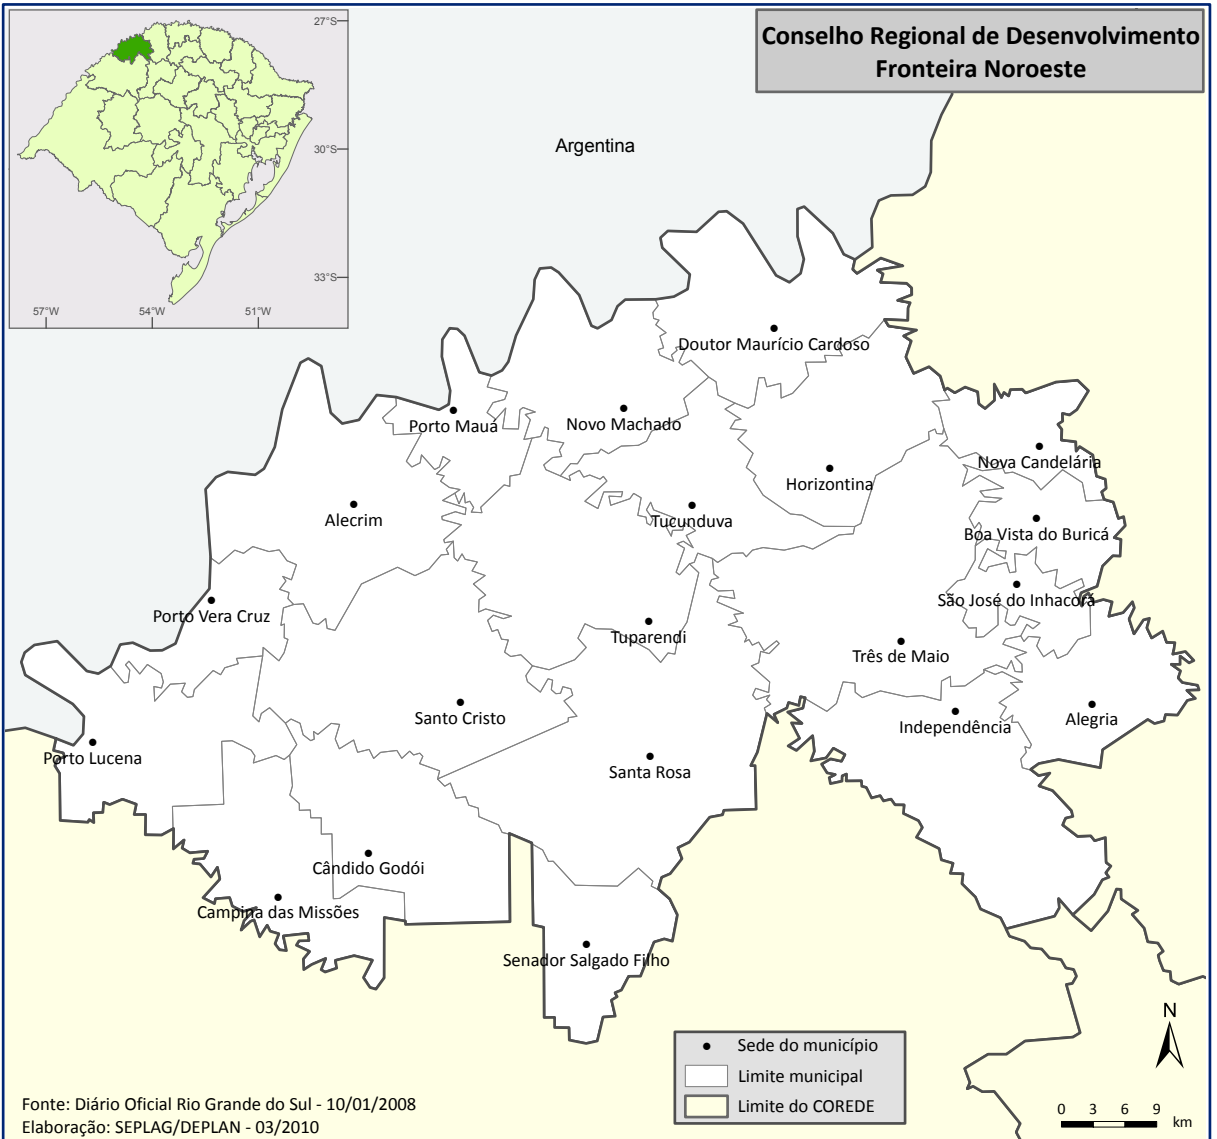 Conselho Regional de Desenvolvimento
Fronteira Noroeste
27°S
30°S
33°S
57°W
54°W
51°W
Argentina
Doutor Maurício Cardoso
Porto Mauá
Novo Machado
Nova Candelária
Horizontina
Alecrim
Tucunduva
Boa Vista do Buricá
São José do Inhacorá
Porto Vera Cruz
Tuparendi
Três de Maio
Santo Cristo
Independência
Alegria
Porto Lucena
Santa Rosa
Cândido Godói
Campina das Missões
Senador Salgado Filho
N
Sede do município
Limite municipal
Limite do COREDE
0 3 6 9
km
Fonte: Diário Oficial Rio Grande do Sul - 10/01/2008
Elaboração: SEPLAG/DEPLAN - 03/2010